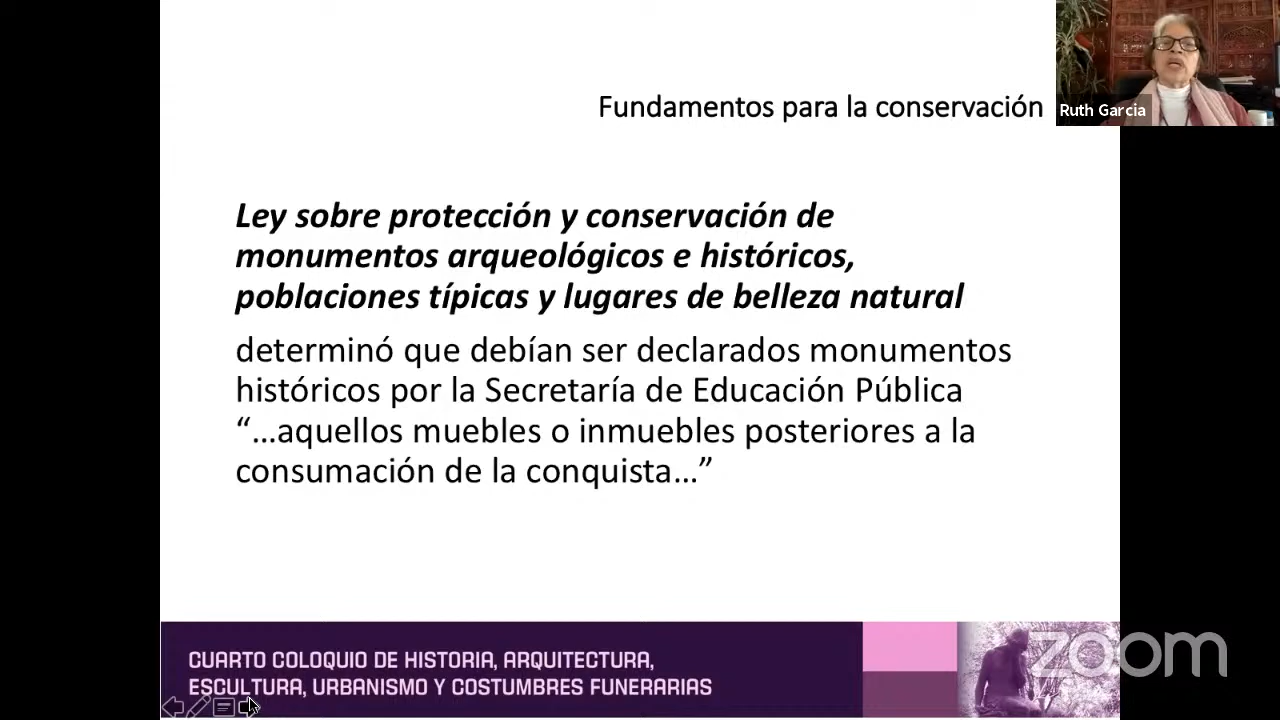 Fundamentos para la conservación
Ruth Garcia
Ley sobre protección y conservación de
monumentos arqueológicos e históricos,
poblaciones típicas y lugares de belleza natural
determinó que debían ser declarados monumentos
históricos por la Secretaría de Educación Pública
“…aquellos muebles o inmuebles posteriores a la
consumación de la conquista…”
CUARTO COLOQUIO DE HISTORIA, ARQUITECTURA,
ESCULTURA, URBANISMO Y COSTUMBRES FUNERARIAS
zoom